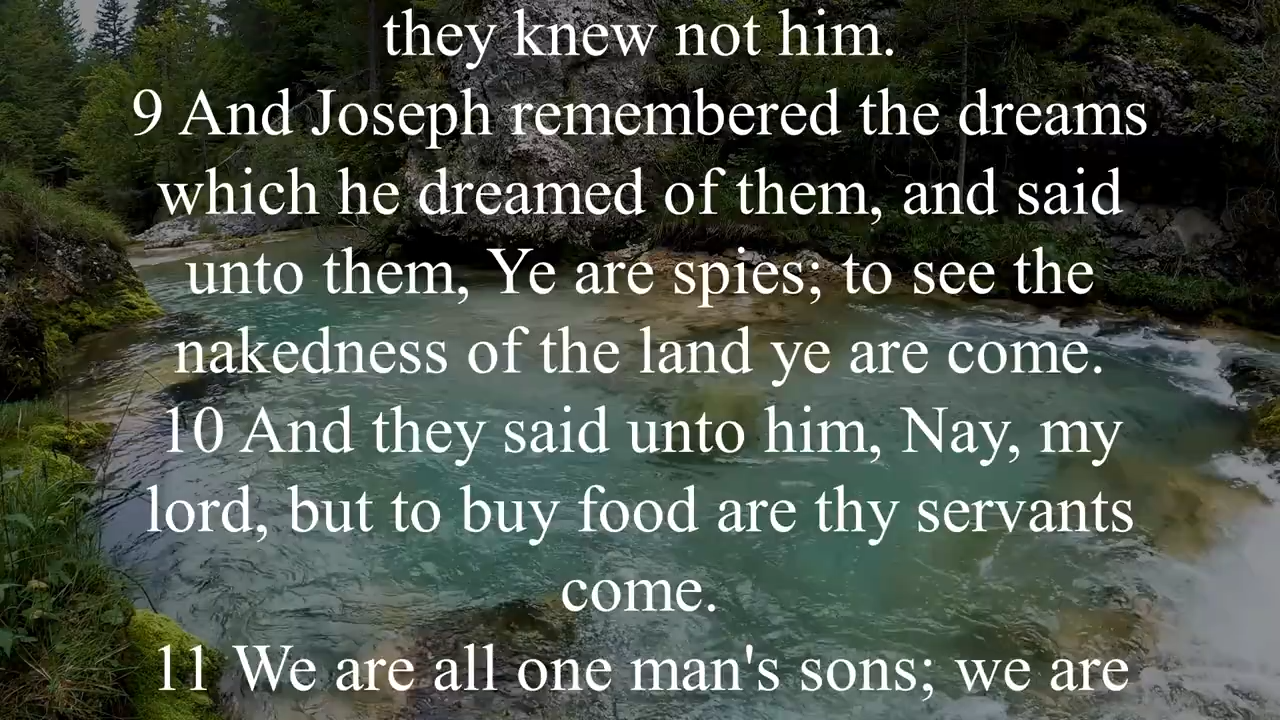 they knew not him.
9 And Joseph remembered the dreams
which he dreamed of them, and said
unto them, Ye are spies; to see the
nakedness of the land ye are come.
10 And they said unto him, Nay, my
lord, but to buy food are thy servants
come.
11 We are all one man's sons; we are